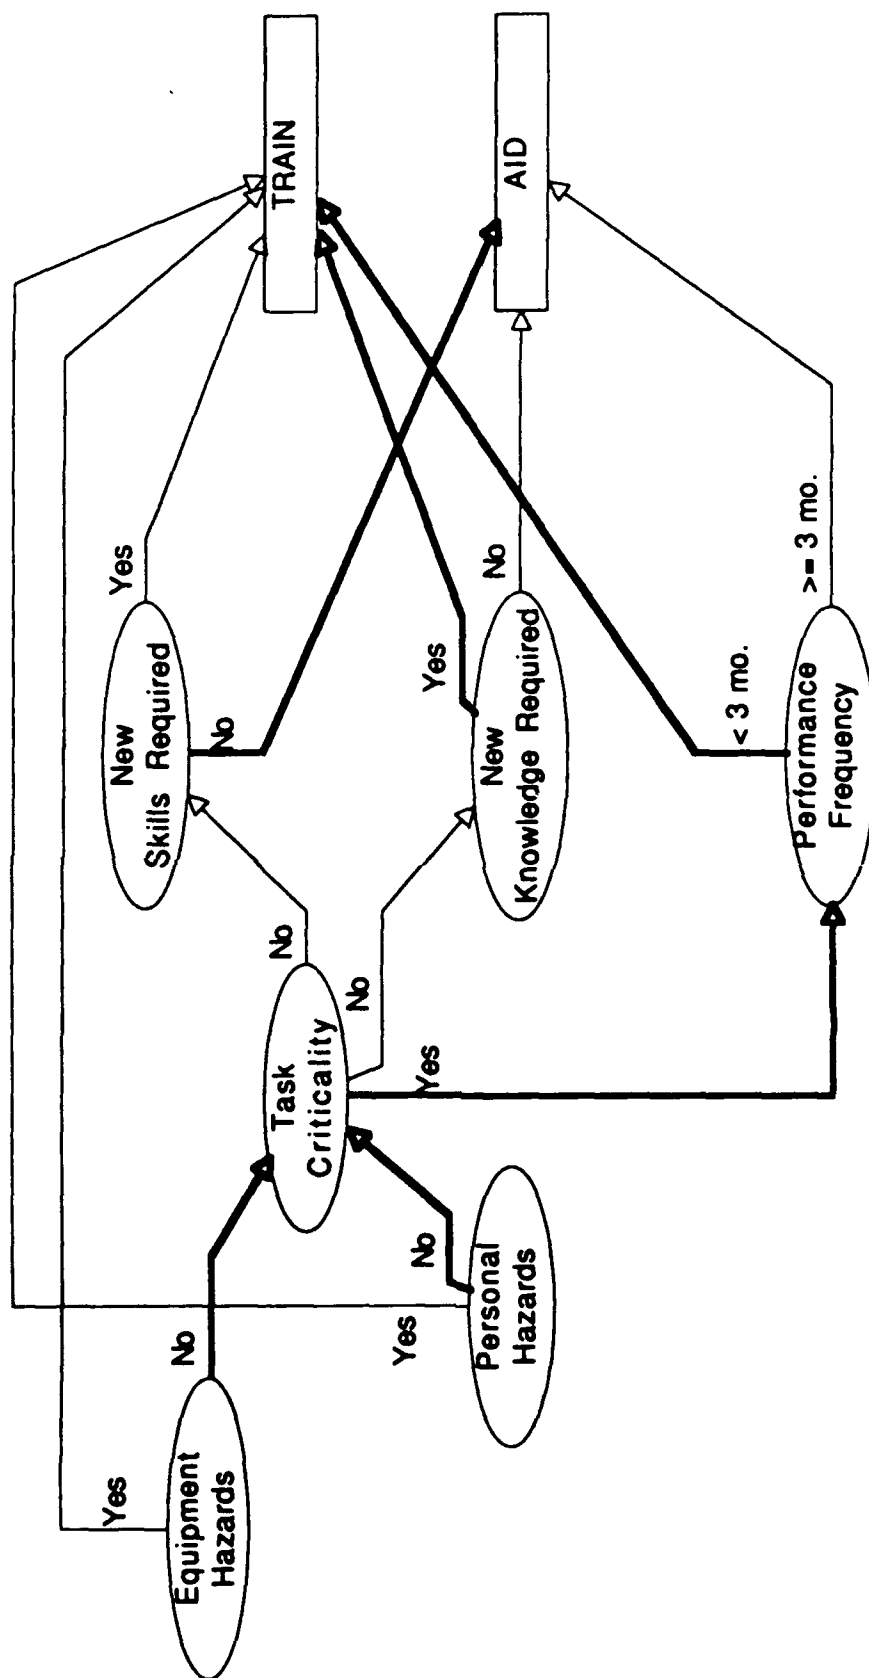 Equipment
Hazards
Yes
No
Personal
Hazards
Yes
No
Task
Criticality
No
No
Yes
New
Skills Required
Yes
No
New
Knowledge Required
Yes
No
Performance
Frequency
< 3 mo.
>= 3 mo.
TRAIN
AID